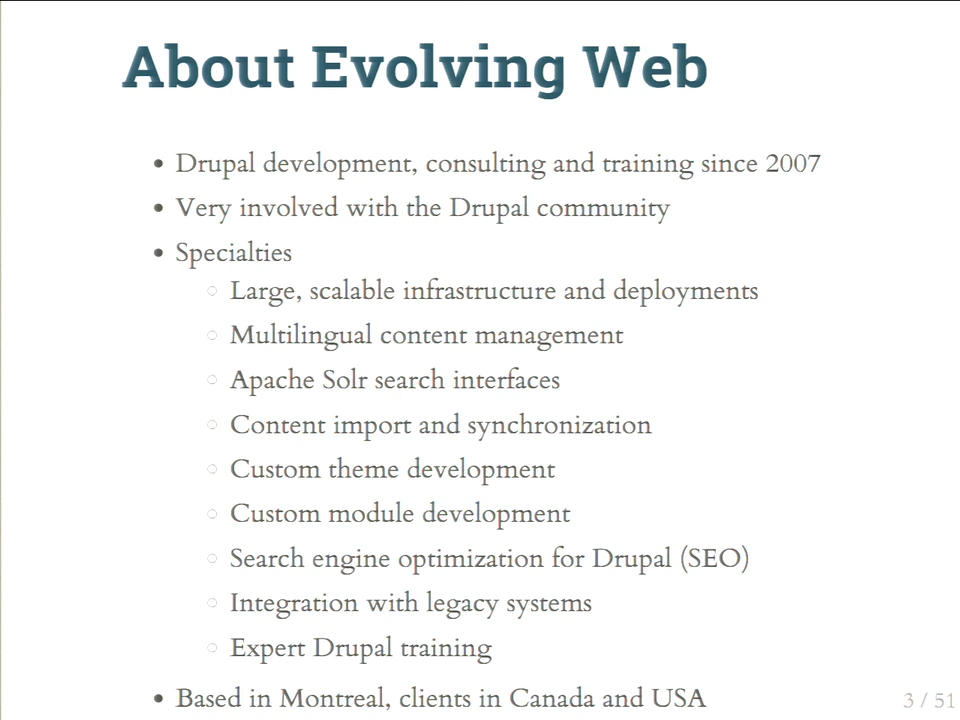 About Evolving Web
• Drupal development, consulting and training since 2007
• Very involved with the Drupal community
• Specialties
○ Large, scalable infrastructure and deployments
○ Multilingual content management
○ Apache Solr search interfaces
○ Content import and synchronization
○ Custom theme development
○ Custom module development
○ Search engine optimization for Drupal (SEO)
○ Integration with legacy systems
○ Expert Drupal training
• Based in Montreal, clients in Canada and USA
3 / 51